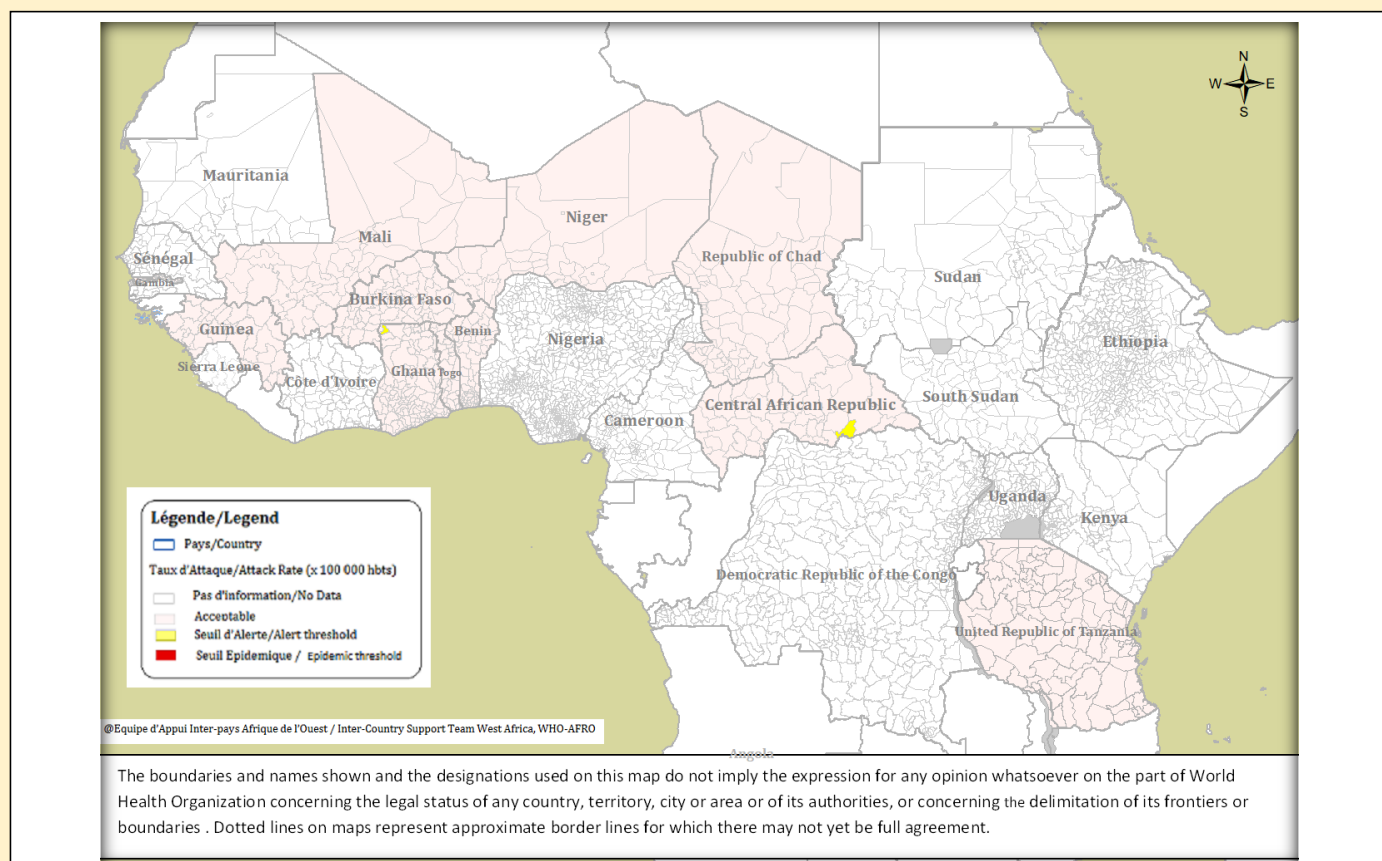 N
W E
S
Mauritania
Niger
Mali
Sénégal
Republic of Chad
Sudan
Gambia
Burkina Faso
Guinea
Benin
Nigeria
Ethiopia
Sierra Leone
Côte d'Ivoire
Ghana
Togo
Central African Republic
South Sudan
Cameroon
Uganda
Kenya
Democratic Republic of the Congo
United Republic of Tanzania
Angola
Légende/Legend
Pays/Country
Taux d'Attaque/Attack Rate (x 100 000 hbts)
Pas d'information/No Data
Acceptable
Seuil d'Alerte/Alert threshold
Seuil Epidemique / Epidemic threshold
@Equipe d'Appui Inter-pays Afrique de l'Ouest / Inter-Country Support Team West Africa, WHO-AFRO
The boundaries and names shown and the designations used on this map do not imply the expression for any opinion whatsoever on the part of World
Health Organization concerning the legal status of any country, territory, city or area or of its authorities, or concerning the delimitation of its frontiers or
boundaries . Dotted lines on maps represent approximate border lines for which there may not yet be full agreement.